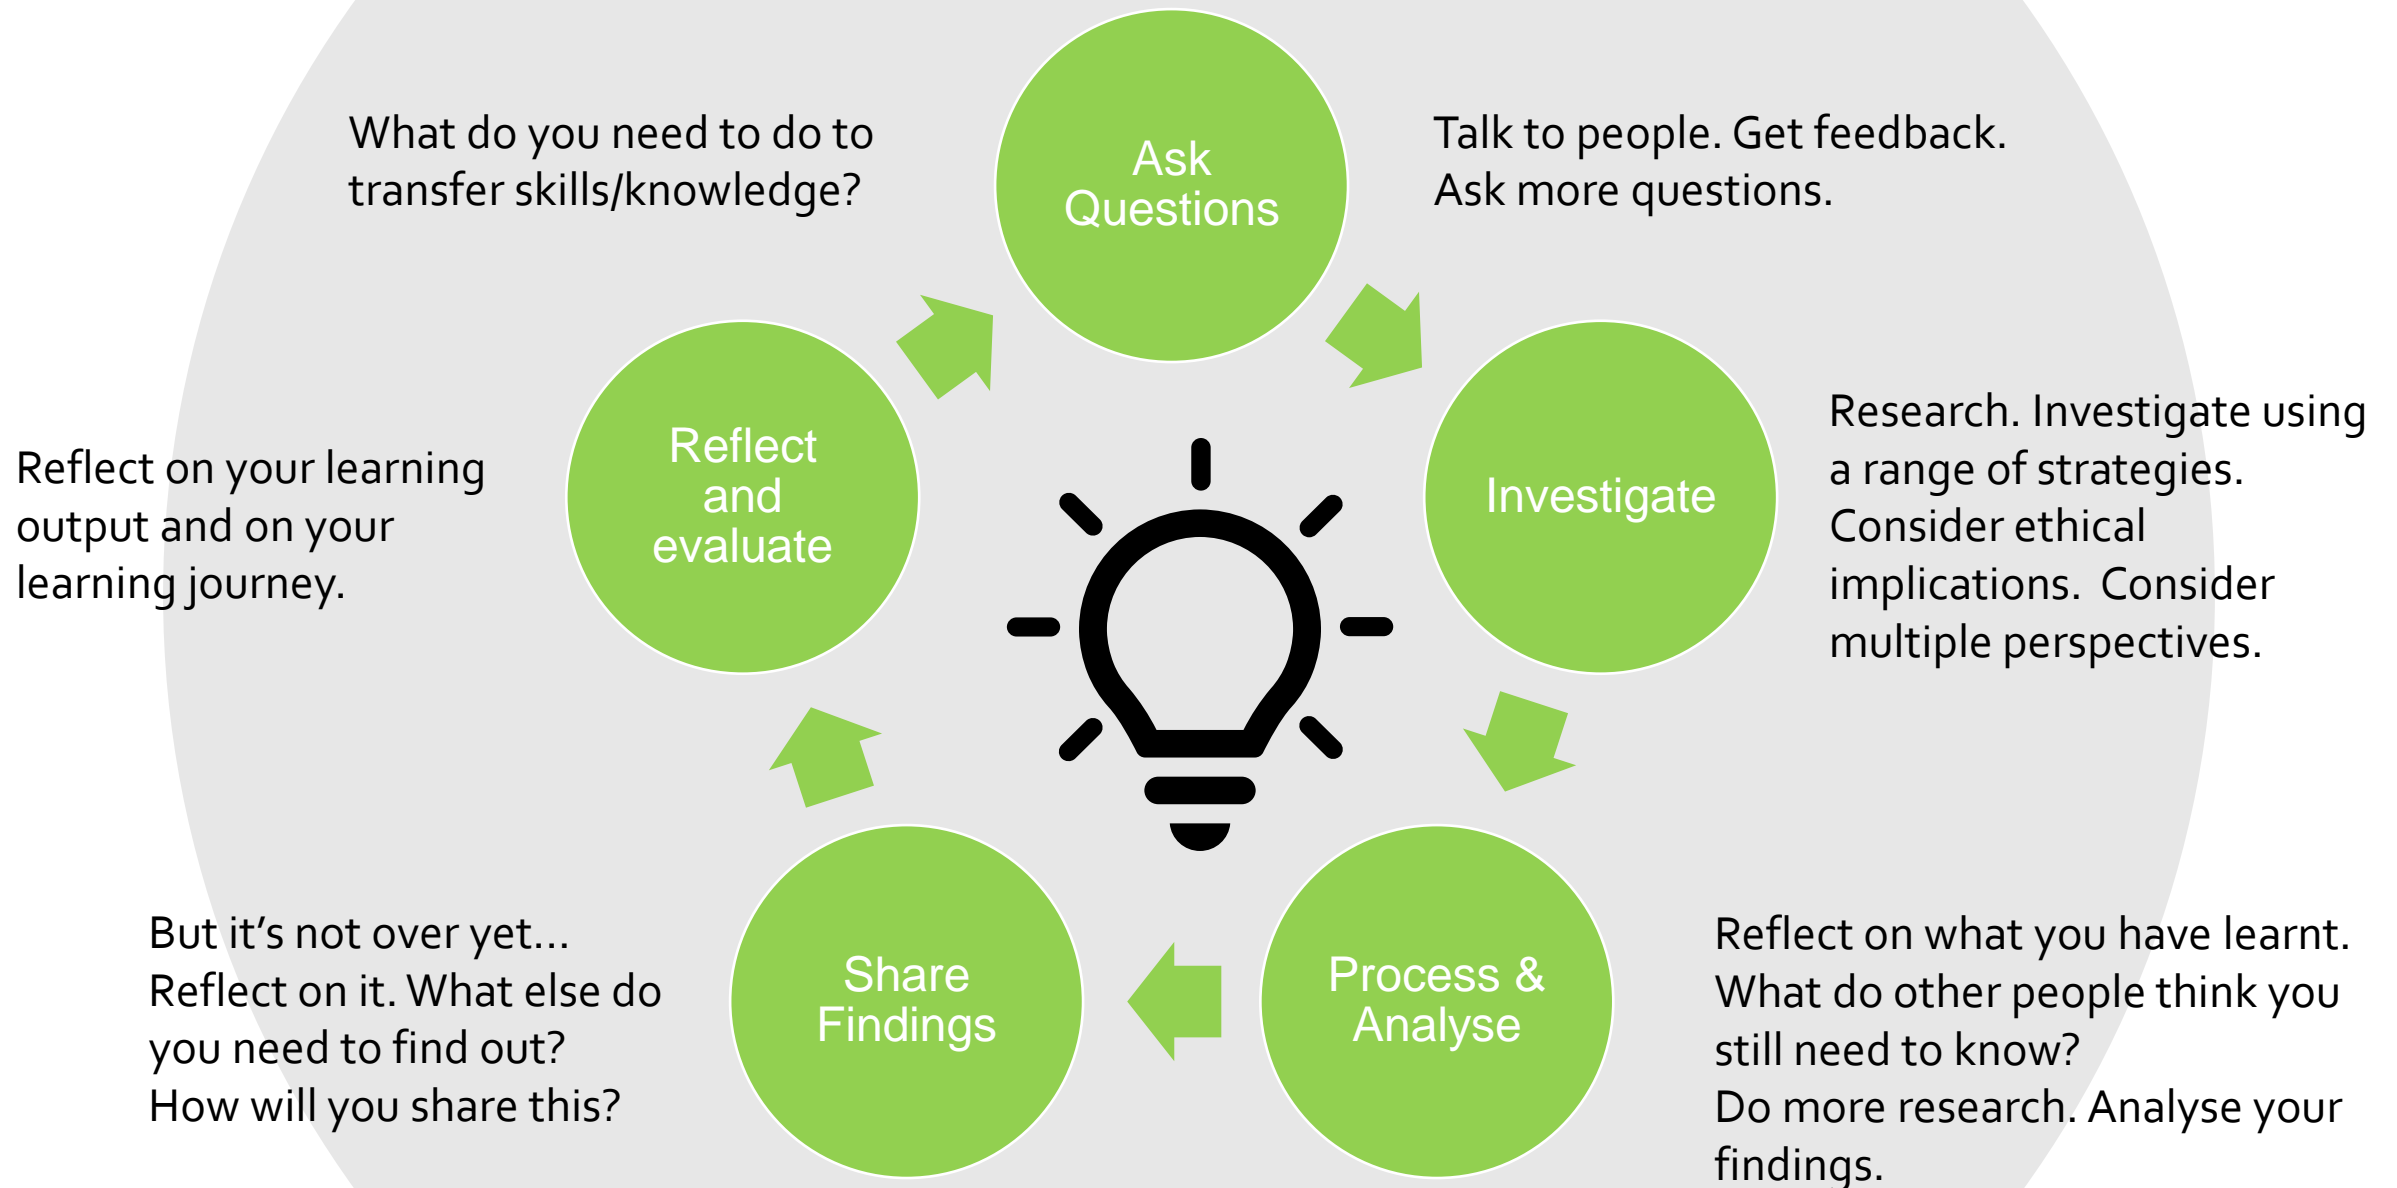 Ask
Questions
Talk to people. Get feedback.
Ask more questions.
Investigate
Research. Investigate using
a range of strategies.
Consider ethical
implications.  Consider
multiple perspectives.
Process &
Analyse
Reflect on what you have learnt.
What do other people think you
still need to know?
Do more research. Analyse your
findings.
Share
Findings
But it’s not over yet…
Reflect on it. What else do
you need to find out?
How will you share this?
Reflect
and
evaluate
Reflect on your learning
output and on your
learning journey.
What do you need to do to
transfer skills/knowledge?